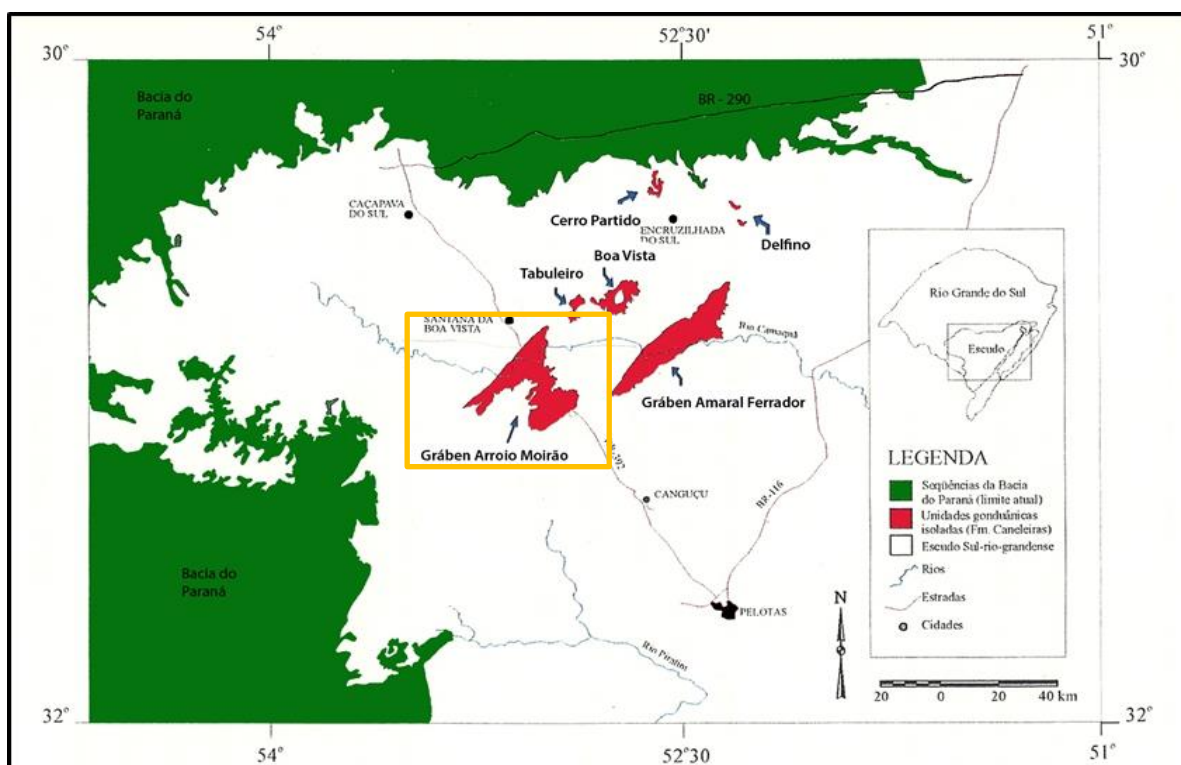 54°
52°30'
51°
30°
30°
Bacia do
Paraná
BR - 290
CAÇAPAVA
DO SUL
Cerro Partido
ENCRUZILHADA
DO SUL
Delfino
Boa Vista
Tabuleiro
SANTANA DA
BOA VISTA
Rio Camaquã
Rio Grande do Sul
Escudo
Gráben Amaral Ferrador
Gráben Arroio Moirão
BR-392
CANGUÇU
BR-116
LEGENDA
Seqüências da Bacia
do Paraná (limite atual)
Unidades gonduânicas
isoladas (Fm. Caneleiras)
Escudo Sul-rio-grandense
Rios
Estradas
Cidades
Bacia do
Paraná
PELOTAS
N
Rio Piratini
20 0 20 40 km
32°
32°
54°
52°30
51°